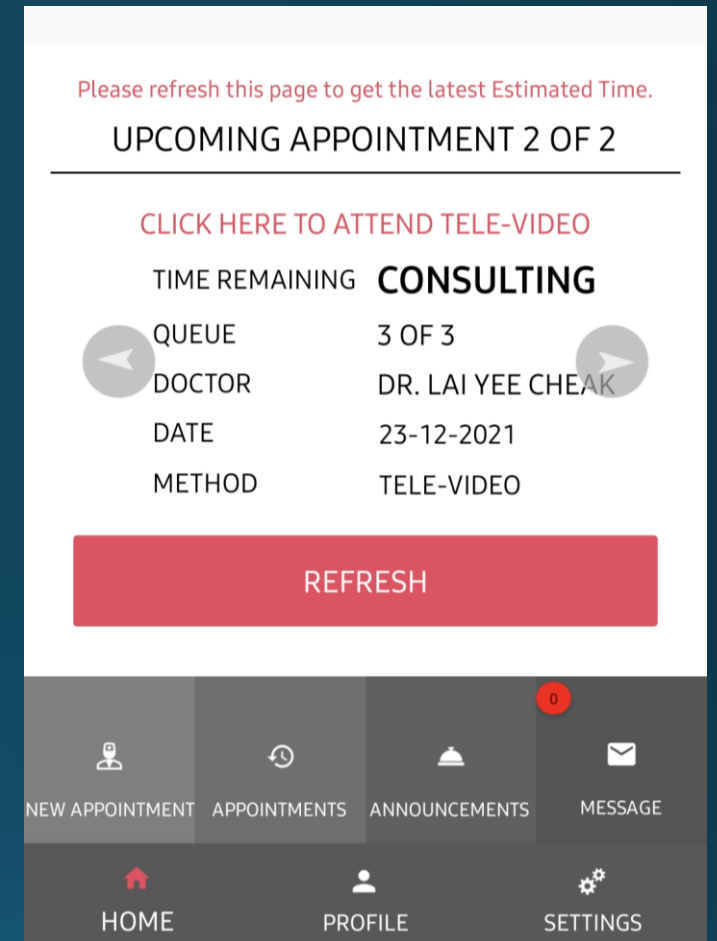 Please refresh this page to get the latest Estimated Time.
UPCOMING APPOINTMENT 2 OF 2
CLICK HERE TO ATTEND TELE-VIDEO
TIME REMAINING CONSULTING
QUEUE 3 OF 3
DOCTOR DR. LAI YEE CHEAK
DATE 23-12-2021
METHOD TELE-VIDEO
REFRESH
0
NEW APPOINTMENT APPOINTMENTS ANNOUNCEMENTS MESSAGE
HOME PROFILE SETTINGS